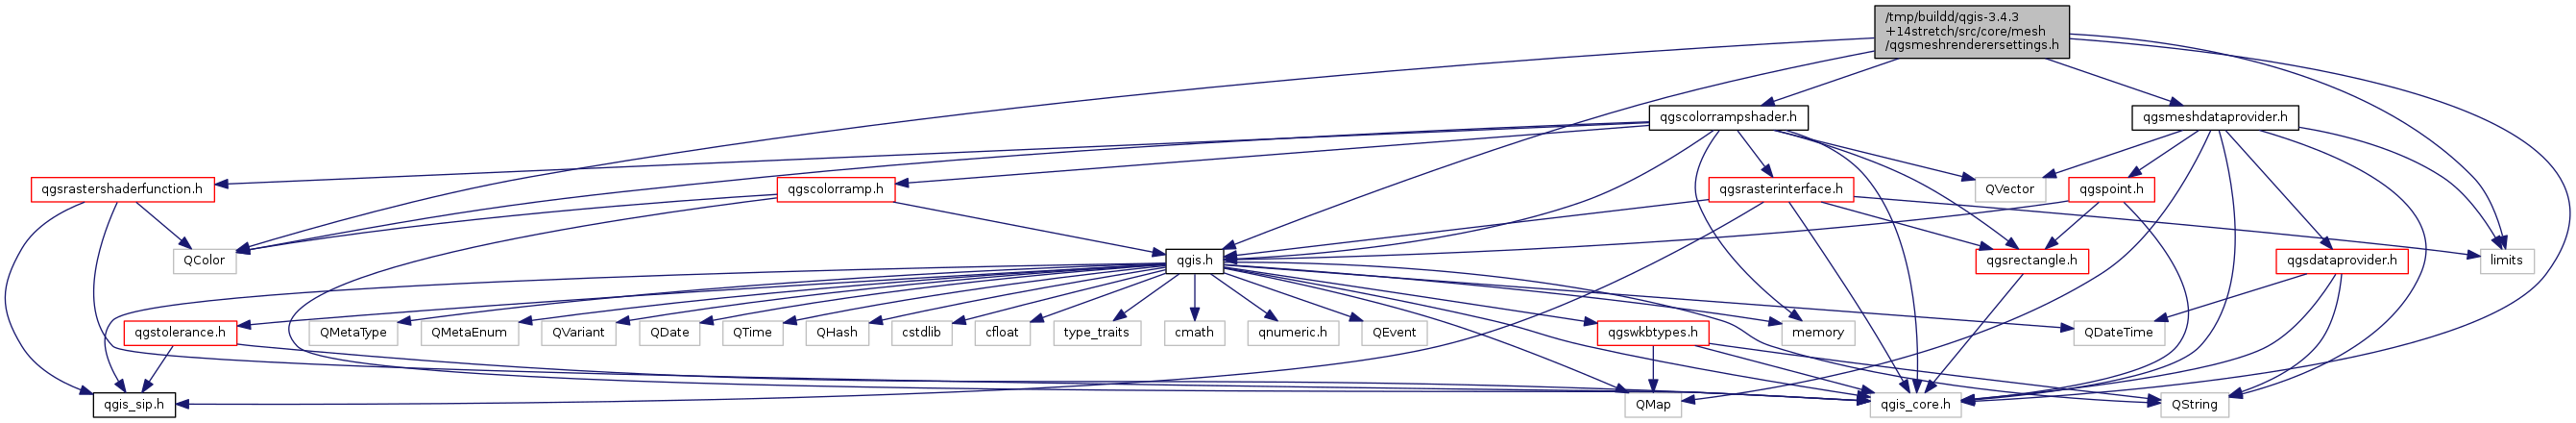 /tmp/buildd/qgis-3.4.3
+14stretch/src/core/mesh
/qgsmeshrenderersettings.h
qgscolorrampshader.h
qgsmeshdataprovider.h
qgsrastershaderfunction.h
qgscolorramp.h
qgsrasterinterface.h
QVector
qgspoint.h
QColor
qgis.h
qgsrectangle.h
qgsdataprovider.h
limits
qgstolerance.h
QMetaType
QMetaEnum
QVariant
QDate
QTime
QHash
cstdlib
cfloat
type_traits
cmath
qnumeric.h
QEvent
qgswkbtypes.h
memory
QDateTime
qgis_sip.h
QMap
qgis_core.h
QString